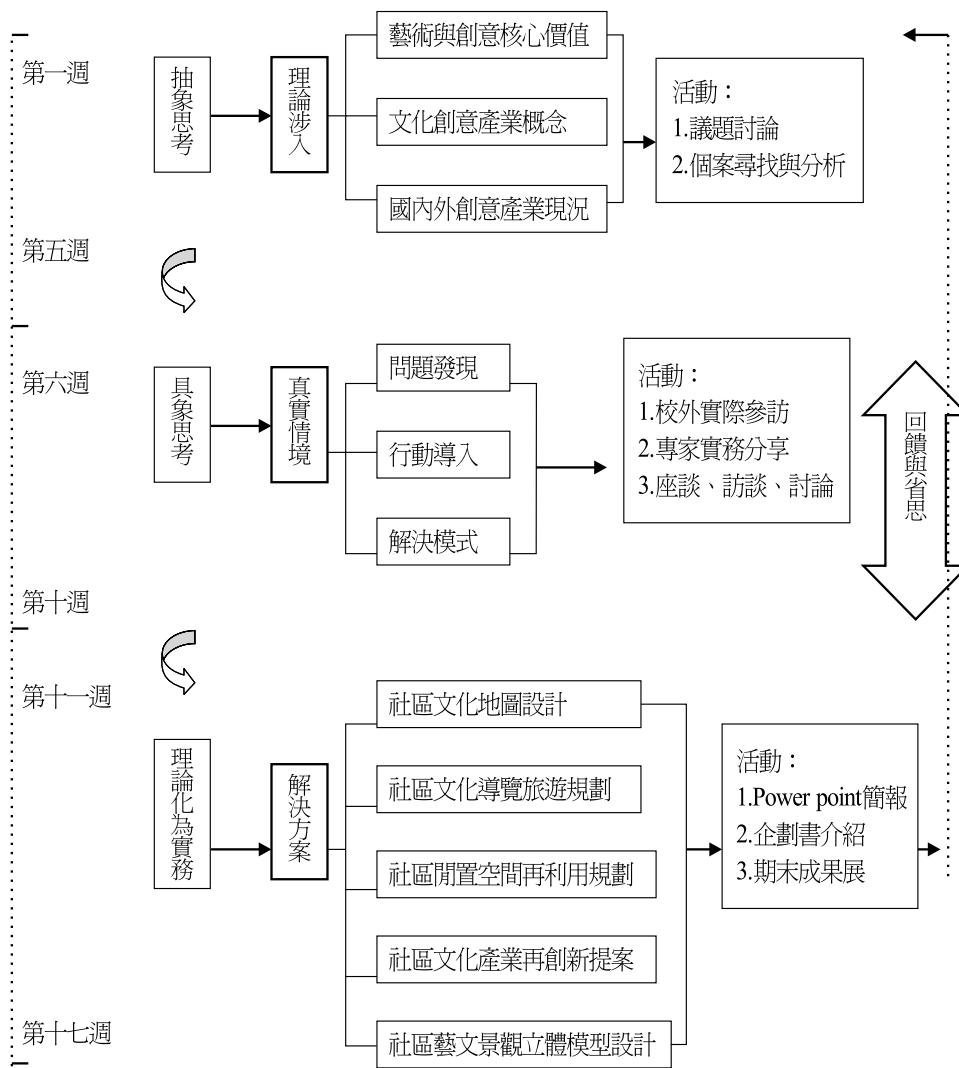 第一週
抽象思考
理論涉入
藝術與創意核心價值
文化創意產業概念
國內外創意產業現況
活動：
1.議題討論
2.個案尋找與分析
第五週
第六週
具象思考
真實情境
問題發現
行動導入
解決模式
活動：
1.校外實際參訪
2.專家實務分享
3.座談、訪談、討論
回饋與省思
第十週
第十一週
理論化為實務
解決方案
社區文化地圖設計
社區文化導覽旅遊規劃
社區閒置空間再利用規劃
社區文化產業再創新提案
社區藝文景觀立體模型設計
活動：
1.Power point簡報
2.企劃書介紹
3.期末成果展
第十七週